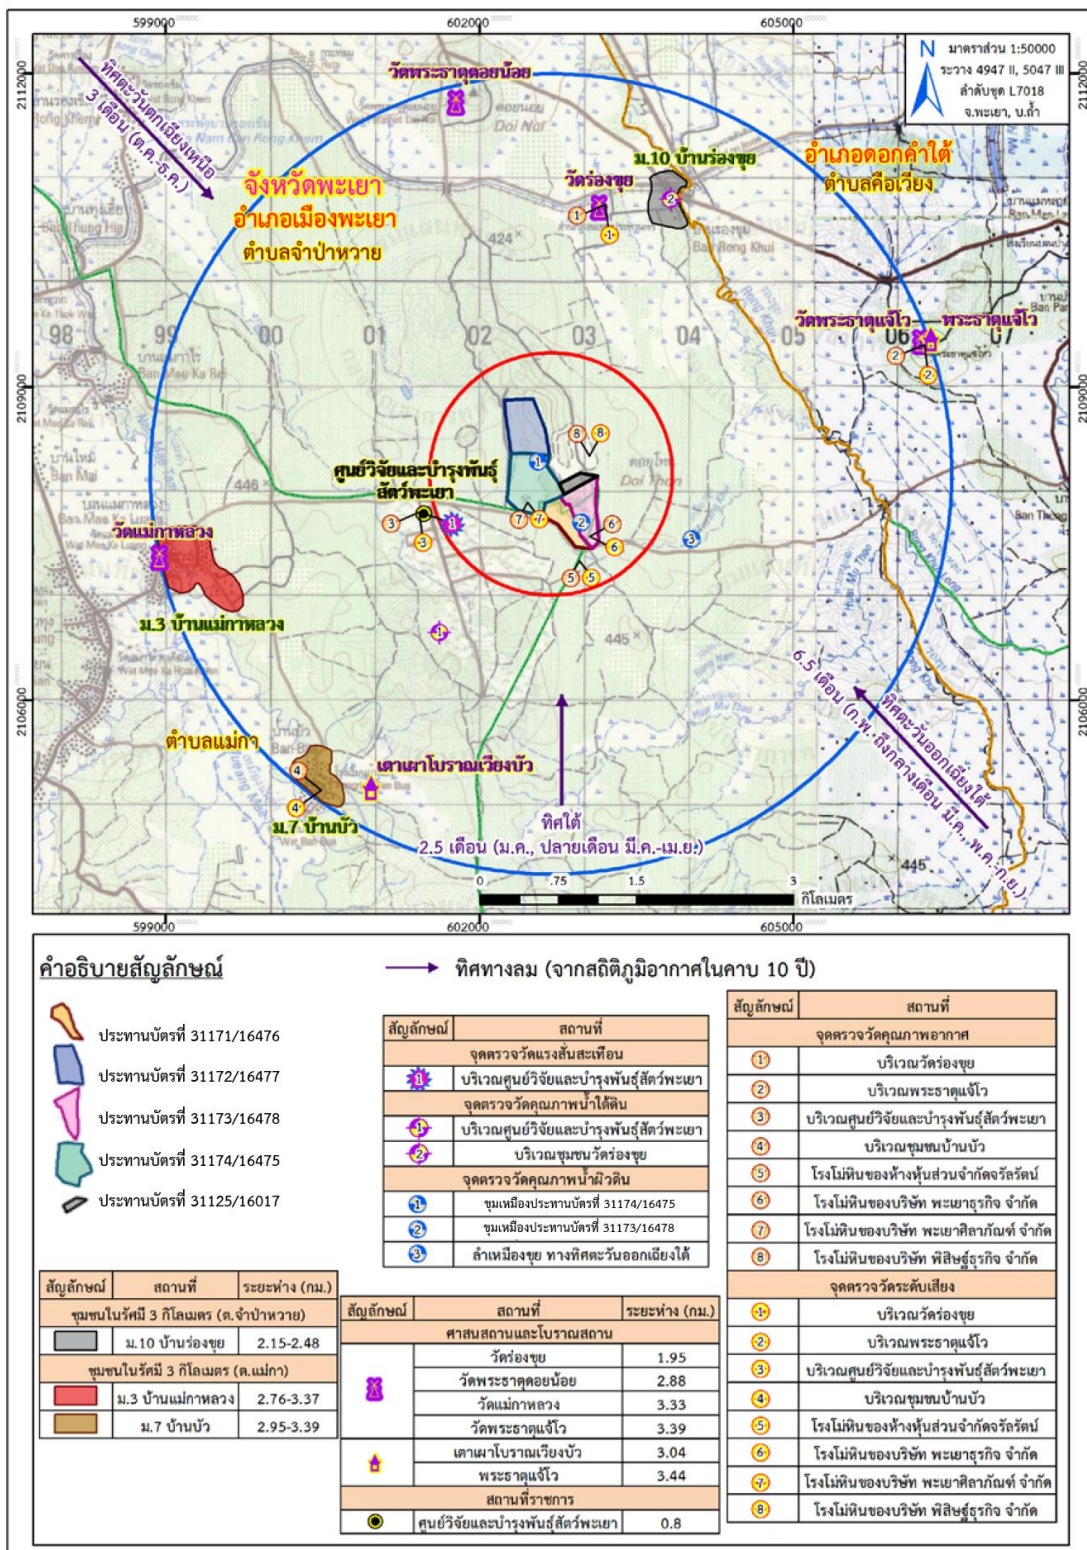 599000
602000
605000
N
มาตราส่วน 1:50000
ระวาง 4947 II, 5047 III
ลำดับชุด L7018
จ.พะเยา, บ.ถ้ำ
2112000
2112000
ทิศตะวันตกเฉียงเหนือ
3 เดือน (ต.ค.-ธ.ค.)
วัดพระธาตุดอยน้อย
Doi Noi
ม.10 บ้านร่องขุย
อำเภอดอกคำใต้
ตำบลคือเวียง
จังหวัดพะเยา
อำเภอเมืองพะเยา
ตำบลจำป่าหวาย
วัดร่องขุย
1
1
2
424
Ban Rong Khui
98
99
00
01
02
03
04
05
06
07
วัดพระธาตุแจ้โว้
พระธาตุแจ้โว้
2
2
2109000
2109000
8
8
ศูนย์วิจัยและบำรุงพันธุ์
สัตว์พะเยา
1
Doi Thon
446
3
3
1
7
7
2
6
6
3
5
5
วัดแม่กาหลวง
ม.3 บ้านแม่กาหลวง
1
445
2106000
2106000
6.5 เดือน (ก.พ. ถึงกลางเดือน มี.ค., พ.ค.-ก.ย.)
ทิศตะวันออกเฉียงใต้
ตำบลแม่กา
4
4
เตาเผาโบราณเวียงบัว
ม.7 บ้านบัว
ทิศใต้
2.5 เดือน (ม.ค., ปลายเดือน มี.ค.-เม.ย.)
445
0
.75
1.5
3
กิโลเมตร
599000
602000
605000
คำอธิบายสัญลักษณ์
ทิศทางลม (จากสถิติภูมิอากาศในคาบ 10 ปี)
ประทานบัตรที่ 31171/16476
ประทานบัตรที่ 31172/16477
ประทานบัตรที่ 31173/16478
ประทานบัตรที่ 31174/16475
ประทานบัตรที่ 31125/16017
สัญลักษณ์ สถานที่
จุดตรวจวัดแรงสั่นสะเทือน
1 บริเวณศูนย์วิจัยและบำรุงพันธุ์สัตว์พะเยา
จุดตรวจวัดคุณภาพน้ำใต้ดิน
1 บริเวณศูนย์วิจัยและบำรุงพันธุ์สัตว์พะเยา
2 บริเวณชุมชนวัดร่องขุย
จุดตรวจวัดคุณภาพน้ำผิวดิน
1 ขุมเหมืองประทานบัตรที่ 31174/16475
2 ขุมเหมืองประทานบัตรที่ 31173/16478
3 ลำเหมืองขุย ทางทิศตะวันออกเฉียงใต้
สัญลักษณ์ สถานที่
จุดตรวจวัดคุณภาพอากาศ
1 บริเวณวัดร่องขุย
2 บริเวณพระธาตุแจ้โว้
3 บริเวณศูนย์วิจัยและบำรุงพันธุ์สัตว์พะเยา
4 บริเวณชุมชนบ้านบัว
5 โรงโม่หินของห้างหุ้นส่วนจำกัดจรัลรัตน์
6 โรงโม่หินของบริษัท พะเยาธุรกิจ จำกัด
7 โรงโม่หินของบริษัท พะเยาศิลาภัณฑ์ จำกัด
8 โรงโม่หินของบริษัท พิสิษฐ์ธุรกิจ จำกัด
จุดตรวจวัดระดับเสียง
1 บริเวณวัดร่องขุย
2 บริเวณพระธาตุแจ้โว้
3 บริเวณศูนย์วิจัยและบำรุงพันธุ์สัตว์พะเยา
4 บริเวณชุมชนบ้านบัว
5 โรงโม่หินของห้างหุ้นส่วนจำกัดจรัลรัตน์
6 โรงโม่หินของบริษัท พะเยาธุรกิจ จำกัด
7 โรงโม่หินของบริษัท พะเยาศิลาภัณฑ์ จำกัด
8 โรงโม่หินของบริษัท พิสิษฐ์ธุรกิจ จำกัด
สัญลักษณ์ สถานที่ ระยะห่าง (กม.)
ชุมชนในรัศมี 3 กิโลเมตร (ต.จำป่าหวาย)
ม.10 บ้านร่องขุย 2.15-2.48
ชุมชนในรัศมี 3 กิโลเมตร (ต.แม่กา)
ม.3 บ้านแม่กาหลวง 2.76-3.37
ม.7 บ้านบัว 2.95-3.39
สัญลักษณ์ สถานที่ ระยะห่าง (กม.)
ศาสนสถานและโบราณสถาน
วัดร่องขุย 1.95
วัดพระธาตุดอยน้อย 2.88
วัดแม่กาหลวง 3.33
วัดพระธาตุแจ้โว้ 3.39
เตาเผาโบราณเวียงบัว 3.04
พระธาตุแจ้โว้ 3.44
สถานที่ราชการ
ศูนย์วิจัยและบำรุงพันธุ์สัตว์พะเยา 0.8